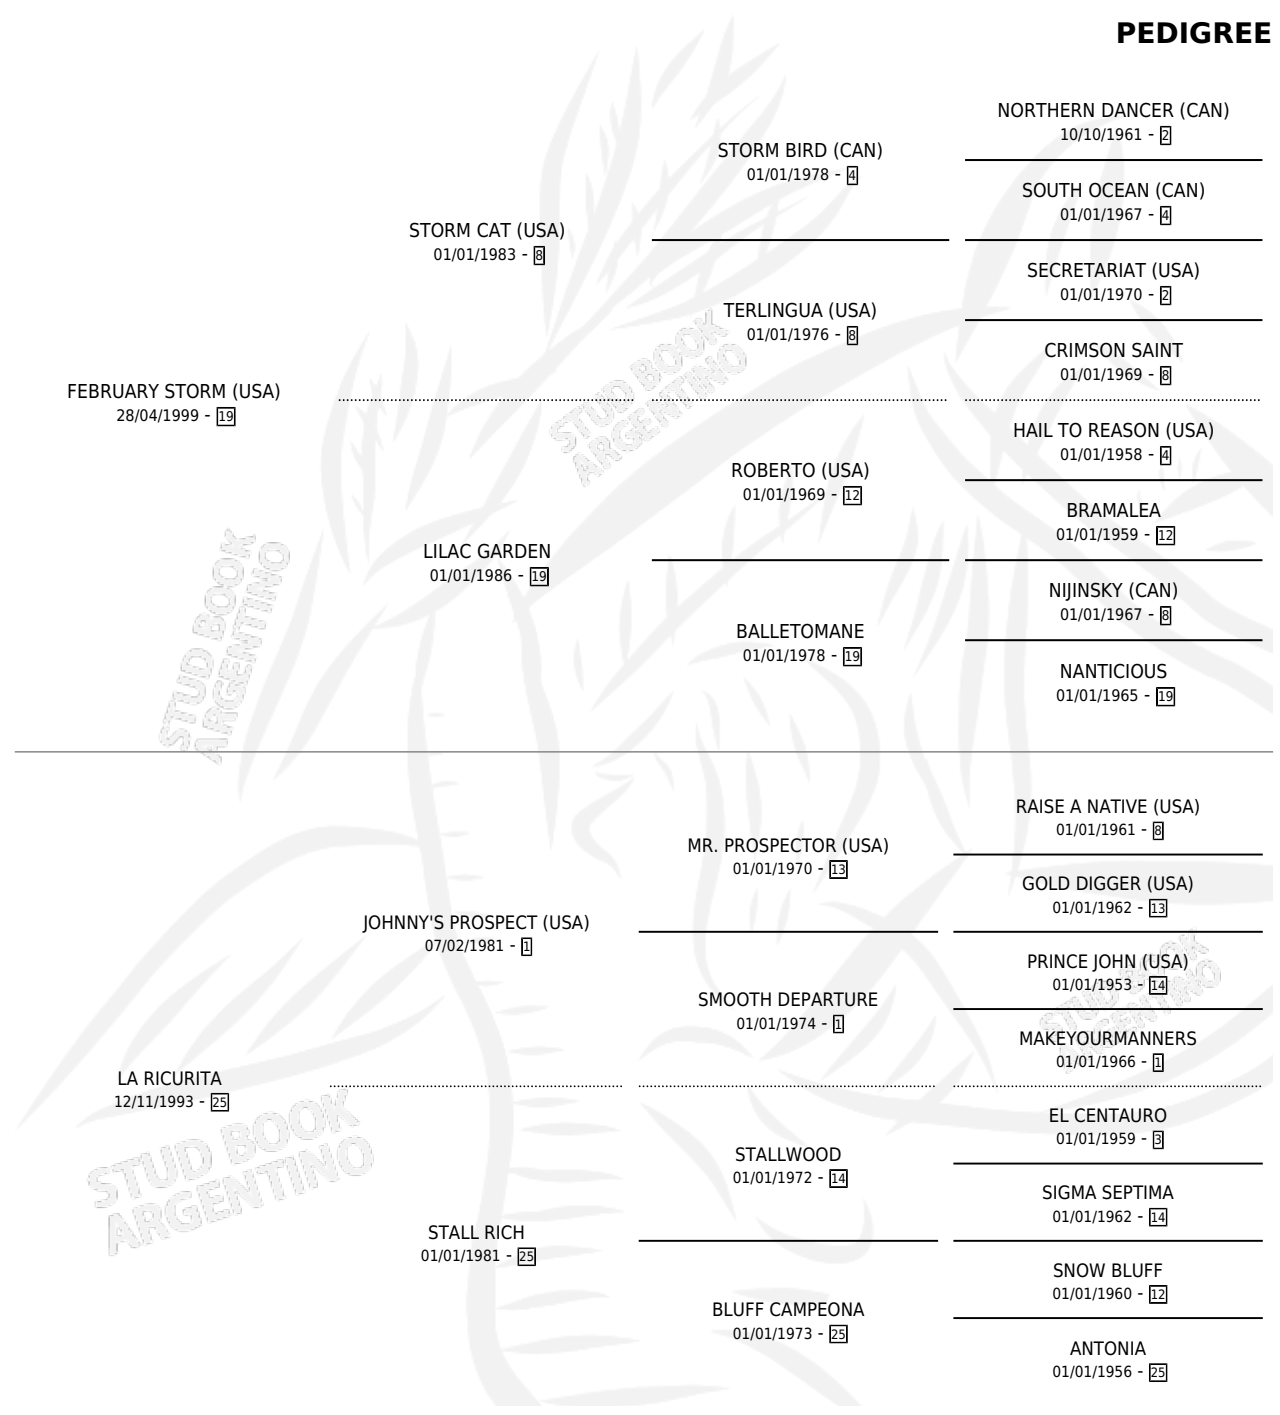 PEDIGREE
NORTHERN DANCER (CAN)
10/10/1961 - 2
STORM BIRD (CAN)
01/01/1978 - 4
SOUTH OCEAN (CAN)
01/01/1967 - 4
STORM CAT (USA)
01/01/1983 - 8
SECRETARIAT (USA)
01/01/1970 - 2
TERLINGUA (USA)
01/01/1976 - 8
CRIMSON SAINT
01/01/1969 - 8
FEBRUARY STORM (USA)
28/04/1999 - 19
HAIL TO REASON (USA)
01/01/1958 - 4
ROBERTO (USA)
01/01/1969 - 12
BRAMALEA
01/01/1959 - 12
LILAC GARDEN
01/01/1986 - 19
NIJINSKY (CAN)
01/01/1967 - 8
BALLETOMANE
01/01/1978 - 19
NANTICIOUS
01/01/1965 - 19
RAISE A NATIVE (USA)
01/01/1961 - 8
MR. PROSPECTOR (USA)
01/01/1970 - 13
GOLD DIGGER (USA)
01/01/1962 - 13
JOHNNY'S PROSPECT (USA)
07/02/1981 - 1
PRINCE JOHN (USA)
01/01/1953 - 14
SMOOTH DEPARTURE
01/01/1974 - 1
MAKEYOURMANNERS
01/01/1966 - 1
LA RICURITA
12/11/1993 - 25
EL CENTAURO
01/01/1959 - 3
STALLWOOD
01/01/1972 - 14
SIGMA SEPTIMA
01/01/1962 - 14
STALL RICH
01/01/1981 - 25
SNOW BLUFF
01/01/1960 - 12
BLUFF CAMPEONA
01/01/1973 - 25
ANTONIA
01/01/1956 - 25
STUD BOOK
ARGENTINO
STUD BOOK
ARGENTINO
STUD BOOK
ARGENTINO
STUD BOOK
ARGENTINO